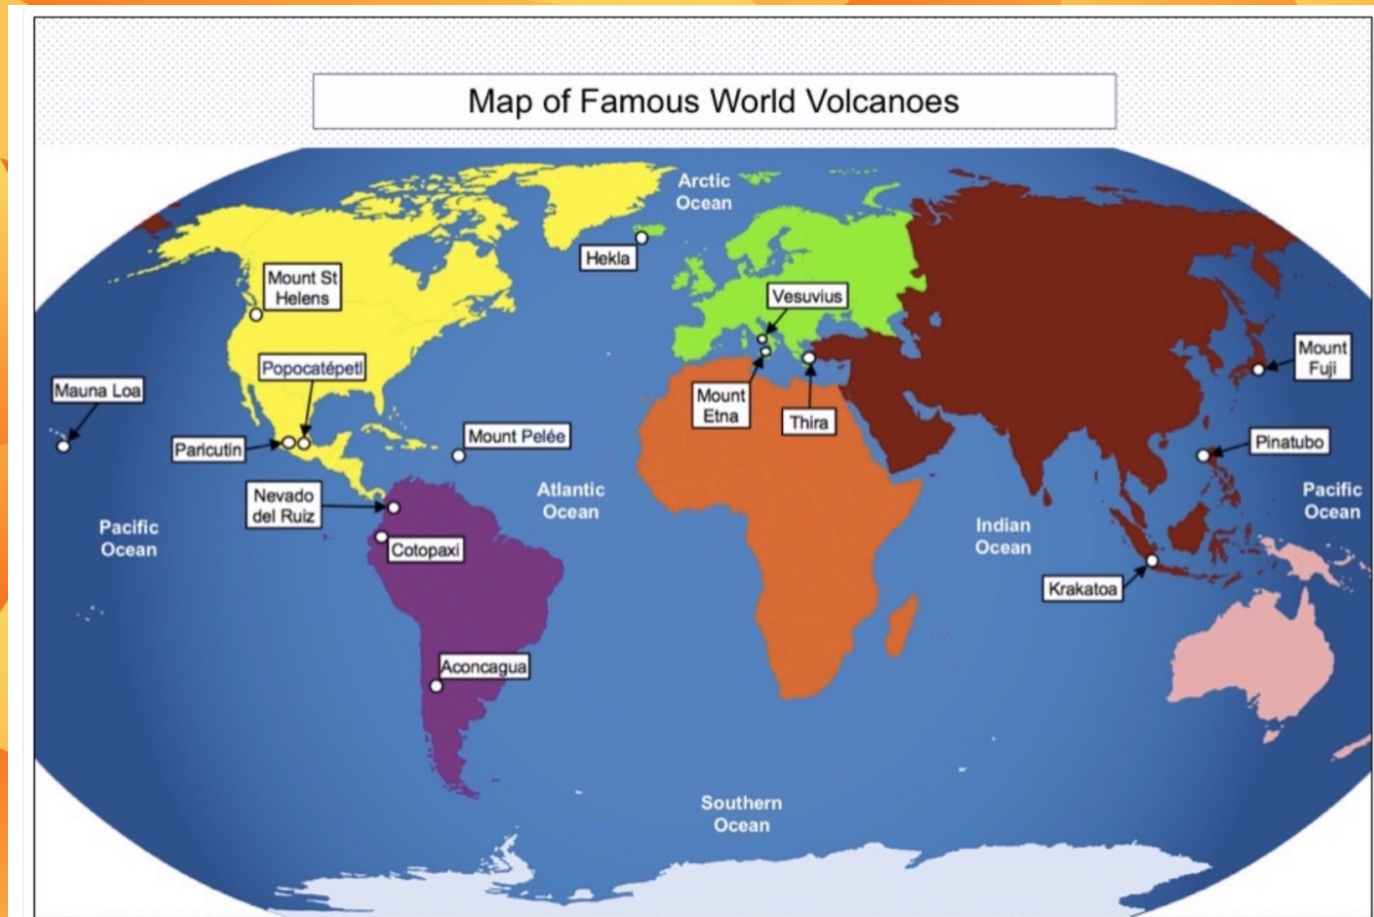 Map of Famous World Volcanoes
Arctic
Ocean
Hekla
Mount St
Helens
Vesuvius
Popocatépetl
Mount
Fuji
Mauna Loa
Mount
Etna
Thira
Paricutin
Mount Pelée
Pinatubo
Nevado
del Ruiz
Atlantic
Ocean
Pacific
Ocean
Pacific
Ocean
Indian
Ocean
Cotopaxi
Krakatoa
Aconcagua
Southern
Ocean